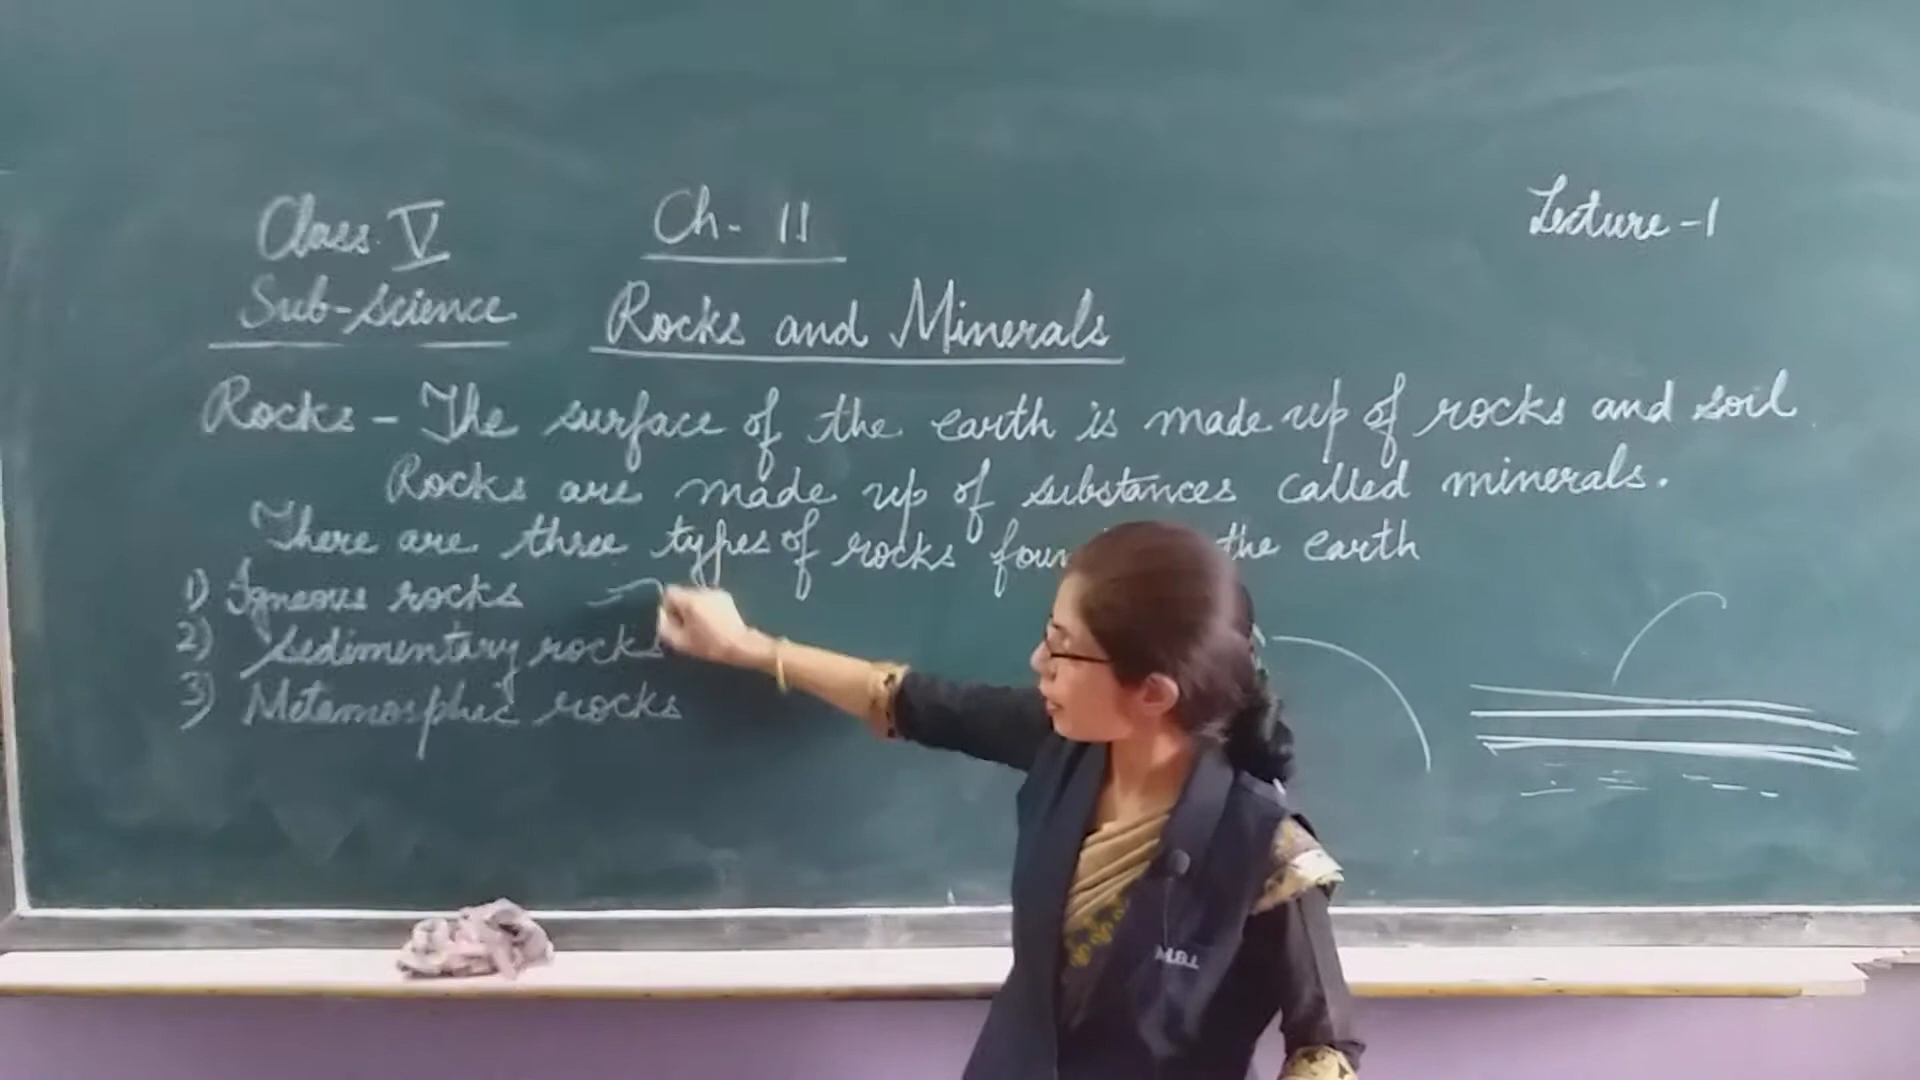 Class V
Ch- 11
Lecture-1
Sub-science
Rocks and Minerals
Rocks - The surface of the earth is made up of rocks and soil
Rocks are made up of substances called minerals.
There are three types of rocks the earth
1) Igneous rocks
2) Sedimentary rocks
3) Metamorphic rocks